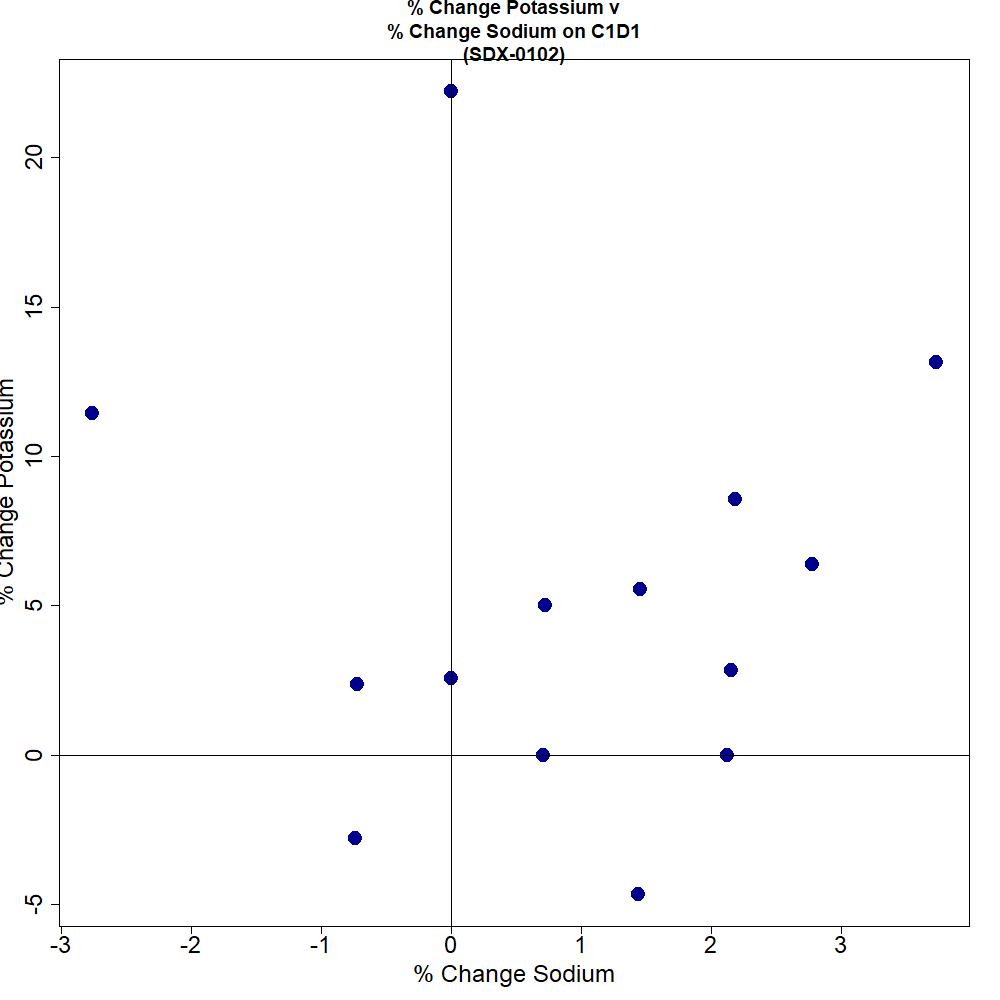 % Change Potassium v
% Change Sodium on C1D1
(SDX-0102)
20
15
10
5
0
-5
% Change Potassium
-3 -2 -1 0 1 2 3
% Change Sodium